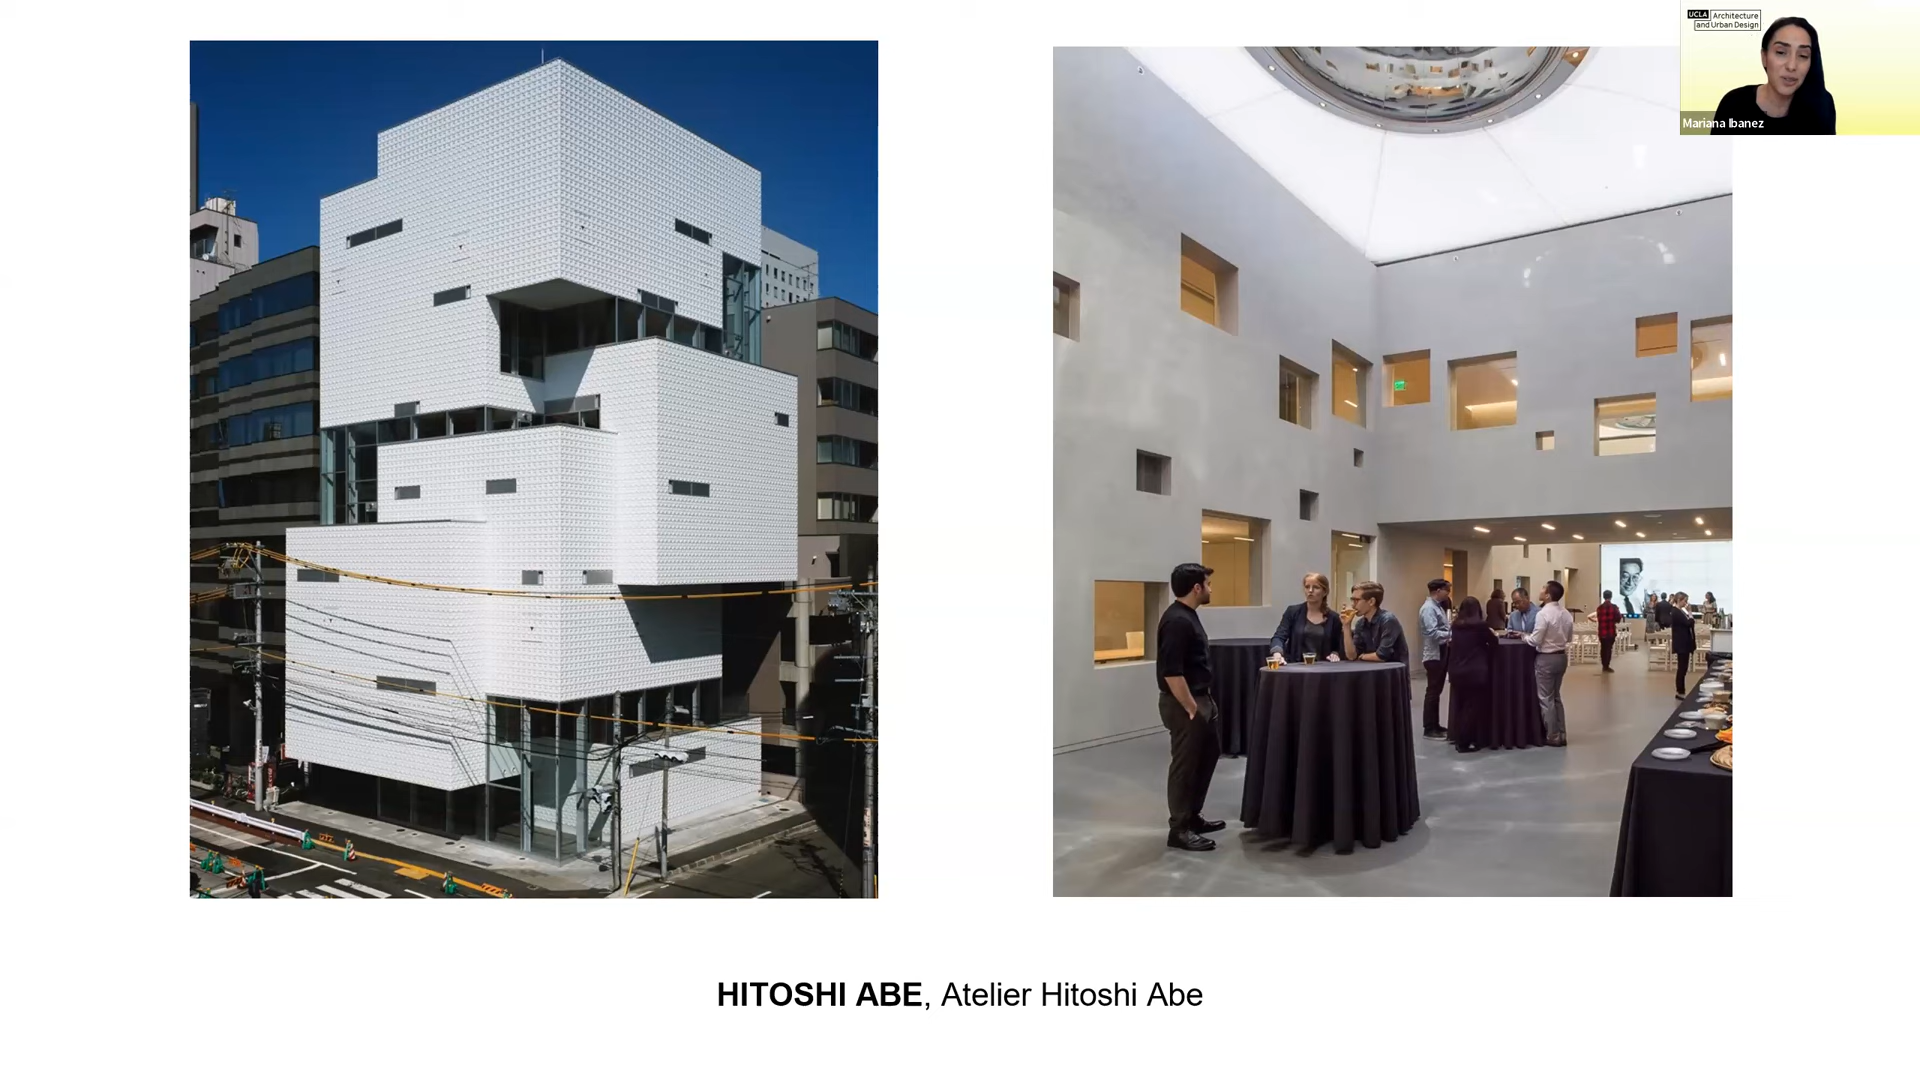 UCLA Architecture
and Urban Design
Mariana Ibanez
HITOSHI ABE, Atelier Hitoshi Abe